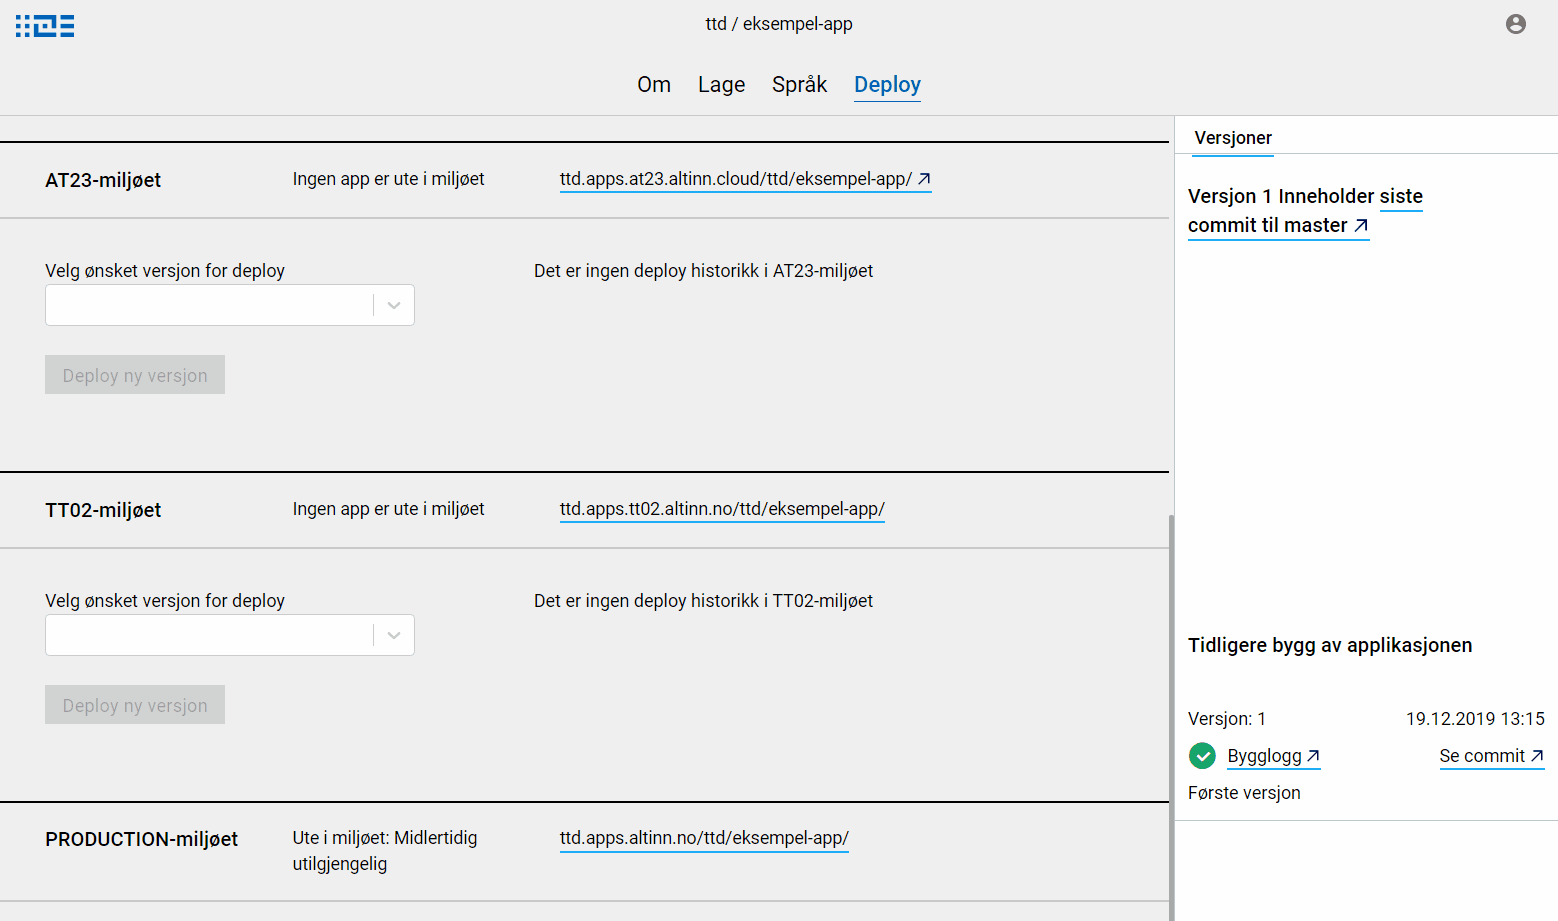 ttd / eksempel-app
Om Lage Språk Deploy
AT23-miljøet Ingen app er ute i miljøet ttd.apps.at23.altinn.cloud/ttd/eksempel-app/
Velg ønsket versjon for deploy Det er ingen deploy historikk i AT23-miljøet
Deploy ny versjon
TT02-miljøet Ingen app er ute i miljøet ttd.apps.tt02.altinn.no/ttd/eksempel-app/
Velg ønsket versjon for deploy Det er ingen deploy historikk i TT02-miljøet
Deploy ny versjon
PRODUCTION-miljøet Ute i miljøet: Midlertidig ttd.apps.altinn.no/ttd/eksempel-app/
utilgjengelig
Versjoner
Versjon 1 Inneholder siste
commit til master
Tidligere bygg av applikasjonen
Versjon: 1 19.12.2019 13:15
Bygglogg Se commit
Første versjon